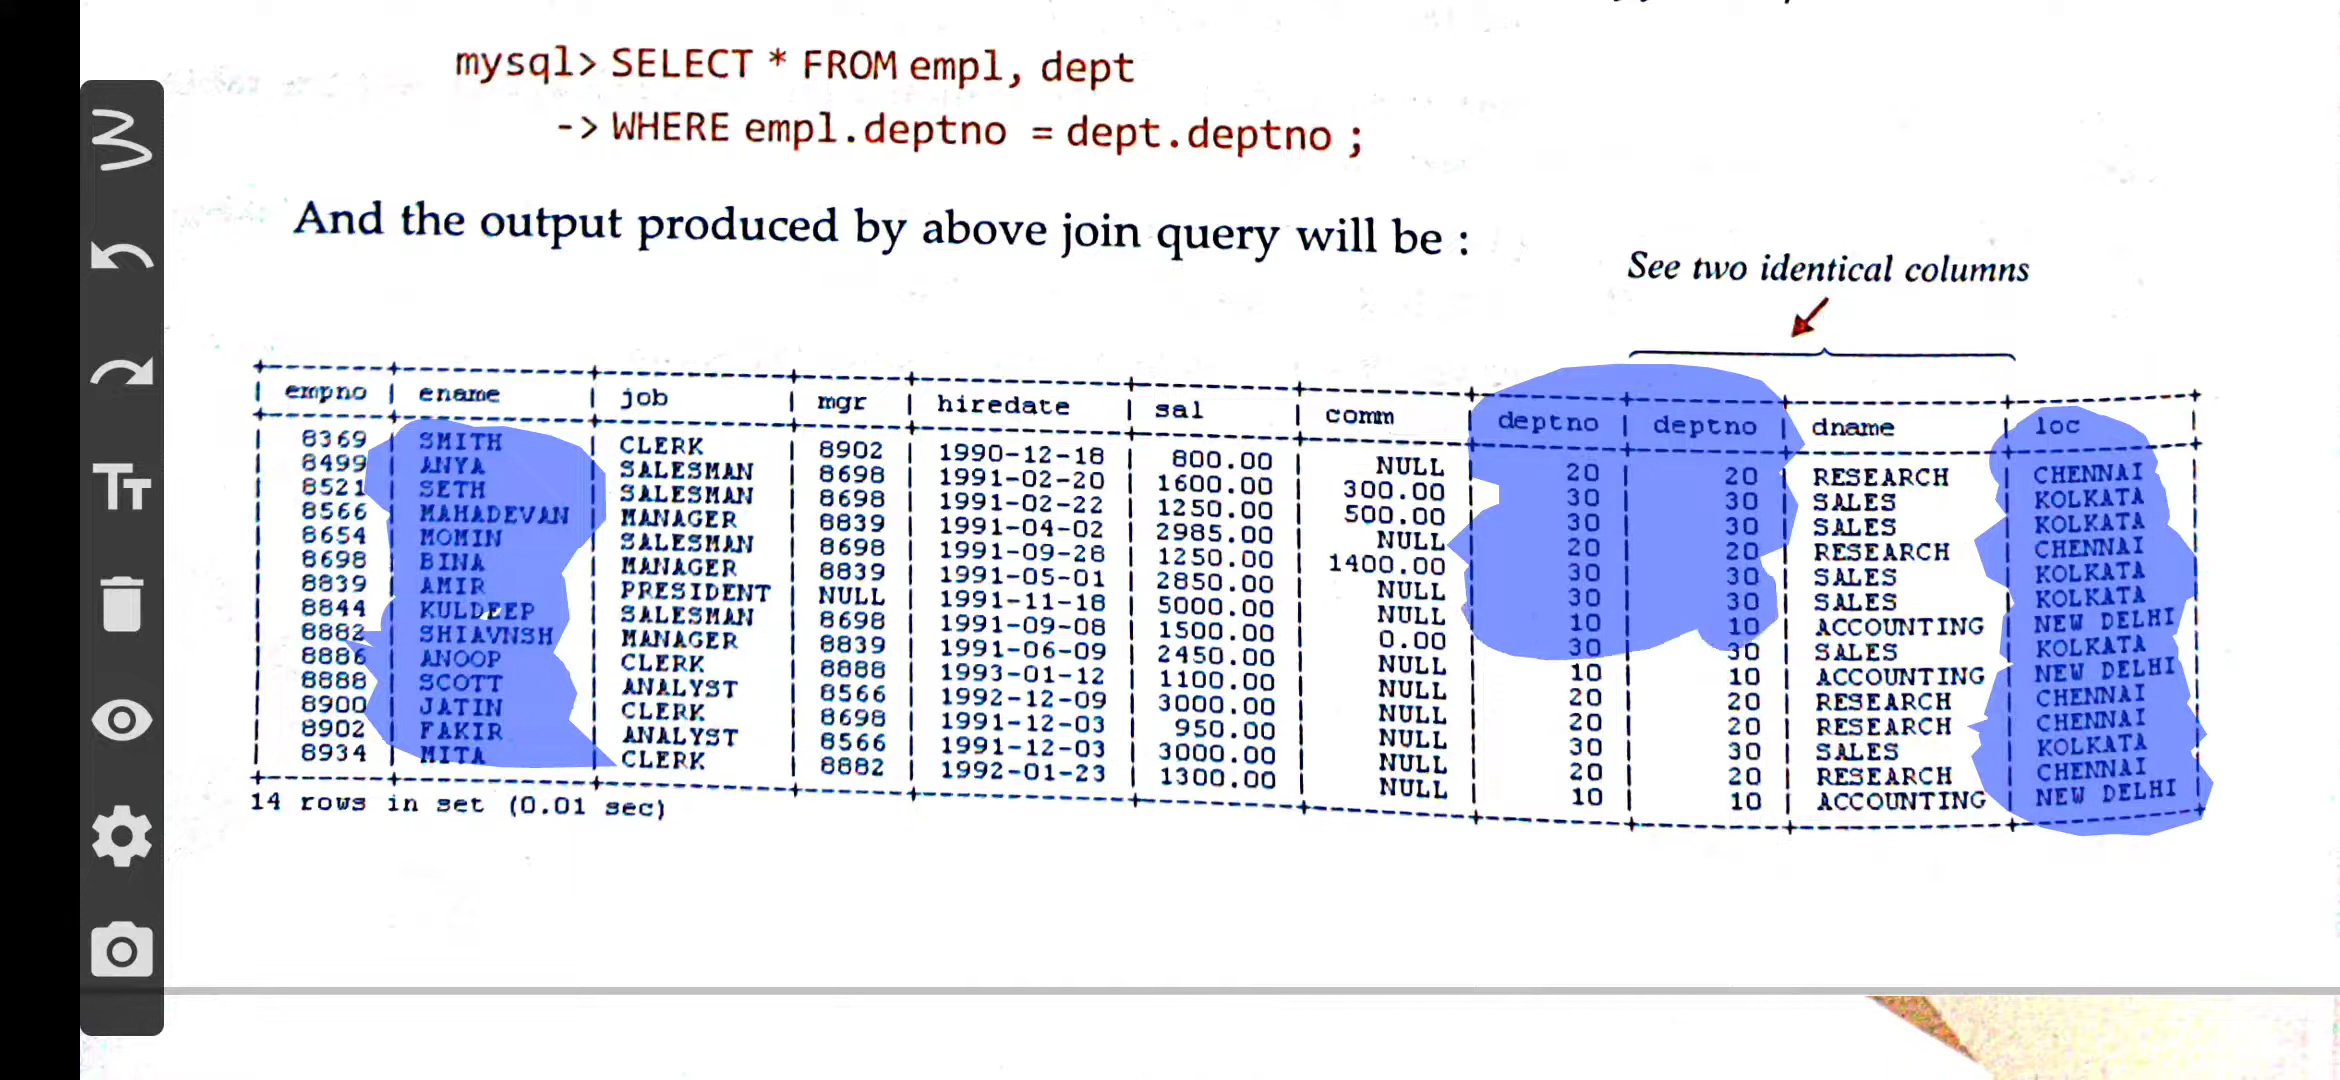 mysql> SELECT * FROM empl, dept
-> WHERE empl.deptno = dept.deptno ;
And the output produced by above join query will be :
See two identical columns
| empno | ename | job | mgr | hiredate | sal | comm | deptno | deptno | dname | loc |
| 8369 | SMITH | CLERK | 8902 | 1990-12-18 | 800.00 | NULL | 20 | 20 | RESEARCH | CHENNAI |
| 8499 | ANYA | SALESMAN | 8698 | 1991-02-20 | 1600.00 | 300.00 | 30 | 30 | SALES | KOLKATA |
| 8521 | SETH | SALESMAN | 8698 | 1991-02-22 | 1250.00 | 500.00 | 30 | 30 | SALES | KOLKATA |
| 8566 | MAHADEVAN | MANAGER | 8839 | 1991-04-02 | 2985.00 | NULL | 20 | 20 | RESEARCH | CHENNAI |
| 8654 | MOMIN | SALESMAN | 8698 | 1991-09-28 | 1250.00 | 1400.00 | 30 | 30 | SALES | KOLKATA |
| 8698 | BINA | MANAGER | 8839 | 1991-05-01 | 2850.00 | NULL | 30 | 30 | SALES | KOLKATA |
| 8839 | AMIR | PRESIDENT | NULL | 1991-11-18 | 5000.00 | NULL | 10 | 10 | ACCOUNTING | NEW DELHI |
| 8844 | KULDEEP | SALESMAN | 8698 | 1991-09-08 | 1500.00 | 0.00 | 30 | 30 | SALES | KOLKATA |
| 8882 | SHIAVNSH | MANAGER | 8839 | 1991-06-09 | 2450.00 | NULL | 10 | 10 | ACCOUNTING | NEW DELHI |
| 8886 | ANOOP | CLERK | 8888 | 1993-01-12 | 1100.00 | NULL | 20 | 20 | RESEARCH | CHENNAI |
| 8888 | SCOTT | ANALYST | 8566 | 1992-12-09 | 3000.00 | NULL | 20 | 20 | RESEARCH | CHENNAI |
| 8900 | JATIN | CLERK | 8698 | 1991-12-03 | 950.00 | NULL | 30 | 30 | SALES | KOLKATA |
| 8902 | FAKIR | ANALYST | 8566 | 1991-12-03 | 3000.00 | NULL | 20 | 20 | RESEARCH | CHENNAI |
| 8934 | MITA | CLERK | 8882 | 1992-01-23 | 1300.00 | NULL | 10 | 10 | ACCOUNTING | NEW DELHI |
14 rows in set (0.01 sec)